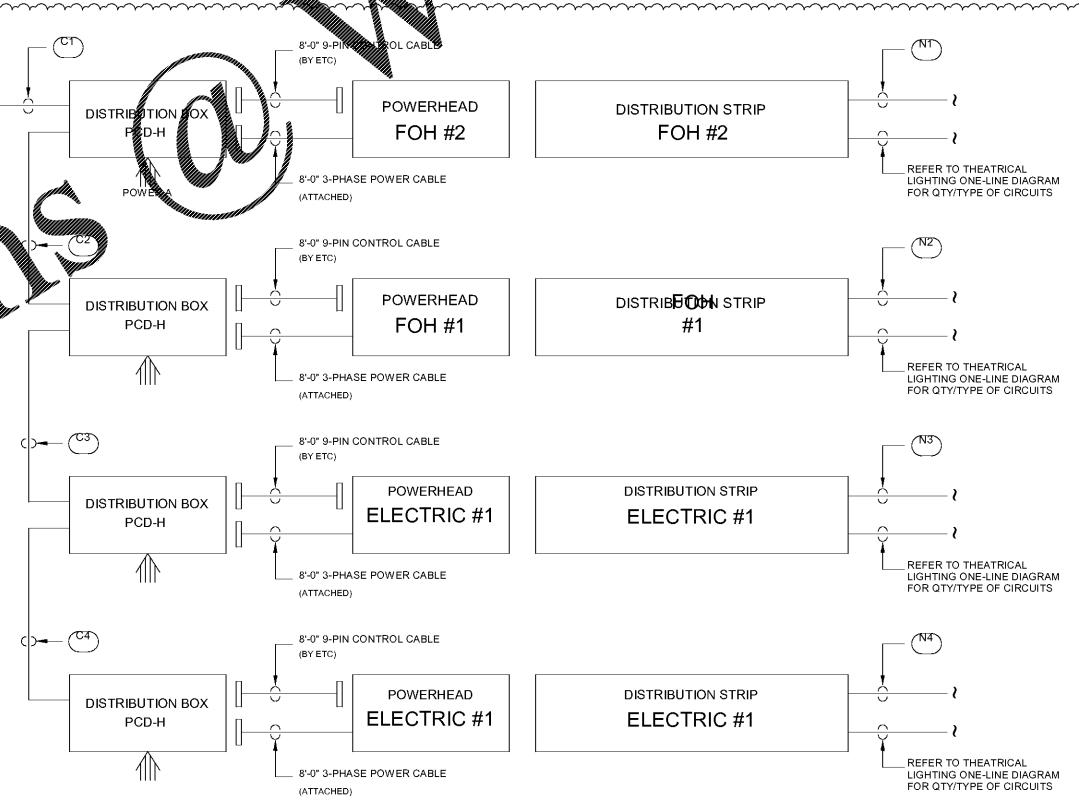 C1
8'-0" 9-PIN CONTROL CABLE
(BY ETC)
N1
DISTRIBUTION BOX
PCD-H
POWERHEAD
FOH #2
DISTRIBUTION STRIP
FOH #2
POWER A
8'-0" 3-PHASE POWER CABLE
(ATTACHED)
REFER TO THEATRICAL
LIGHTING ONE-LINE DIAGRAM
FOR QTY/TYPE OF CIRCUITS
ns @ W
C2
8'-0" 9-PIN CONTROL CABLE
(BY ETC)
N2
DISTRIBUTION BOX
PCD-H
POWERHEAD
FOH #1
DISTRIBUTION STRIP
FOH
#1
8'-0" 3-PHASE POWER CABLE
(ATTACHED)
REFER TO THEATRICAL
LIGHTING ONE-LINE DIAGRAM
FOR QTY/TYPE OF CIRCUITS
C3
8'-0" 9-PIN CONTROL CABLE
(BY ETC)
N3
DISTRIBUTION BOX
PCD-H
POWERHEAD
ELECTRIC #1
DISTRIBUTION STRIP
ELECTRIC #1
8'-0" 3-PHASE POWER CABLE
(ATTACHED)
REFER TO THEATRICAL
LIGHTING ONE-LINE DIAGRAM
FOR QTY/TYPE OF CIRCUITS
C4
8'-0" 9-PIN CONTROL CABLE
(BY ETC)
N4
DISTRIBUTION BOX
PCD-H
POWERHEAD
ELECTRIC #1
DISTRIBUTION STRIP
ELECTRIC #1
8'-0" 3-PHASE POWER CABLE
(ATTACHED)
REFER TO THEATRICAL
LIGHTING ONE-LINE DIAGRAM
FOR QTY/TYPE OF CIRCUITS